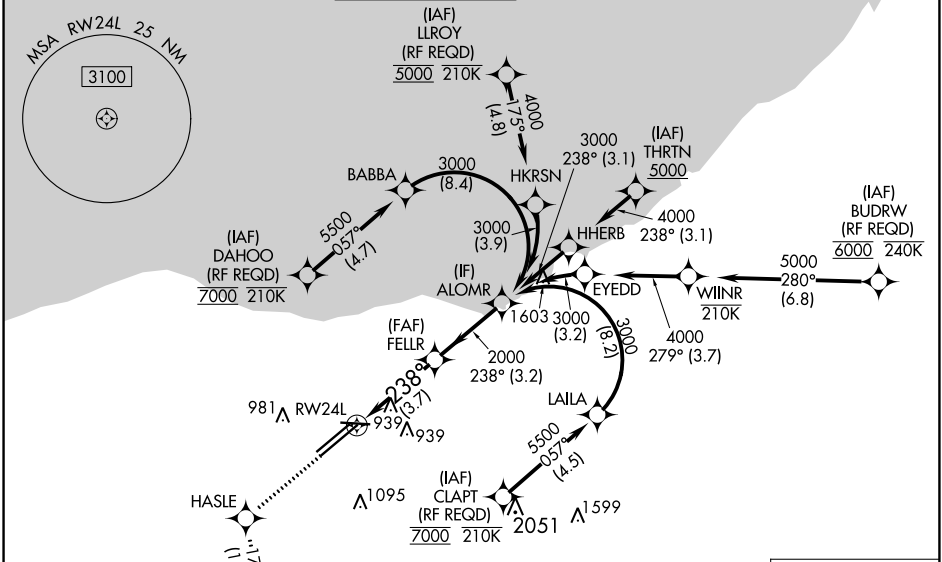 MSA RW24L 25 NM
3100
(IAF)
LLROY
(RF REQD)
5000 210K
4000
175°
(4.8)
3000
238° (3.1)
(IAF)
THRTN
5000
BABBA
3000
(8.4)
HKRSN
3000
(3.9)
4000
238° (3.1)
HHERB
(IAF)
BUDRW
(RF REQD)
6000 240K
5500
057°
(4.7)
(IAF)
DAHOO
(RF REQD)
7000 210K
(IF)
ALOMR
1603
EYEDD
3000
(3.2)
WIINR
210K
5000
280°
(6.8)
4000
279° (3.7)
3000
(8.2)
(FAF)
FELLR
2000
238° (3.2)
238°
(3.7)
981
RW24L
939
939
LAILA
5500
057°
(4.5)
HASLE
1095
(IAF)
CLAPT
(RF REQD)
7000 210K
2051
1599